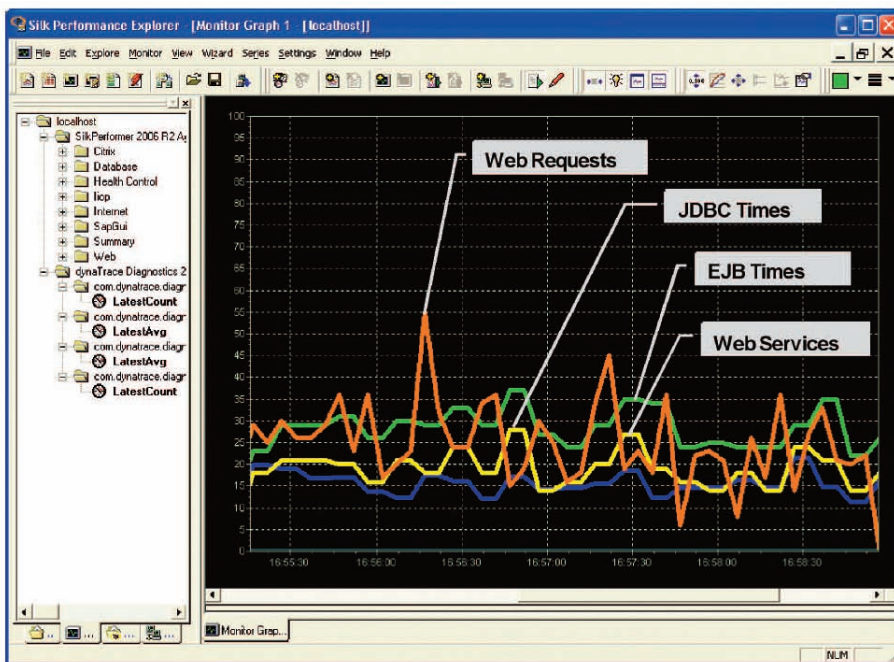 Silk Performance Explorer - [Monitor Graph 1 - [localhost]]
File Edit Explore Monitor View Wizard Series Settings Window Help
localhost
SilkPerformer 2006 R2 Ag
Citrix
Database
Health Control
Iiop
Internet
SapGui
Summary
Web
dynaTrace Diagnostics 2
com.dynatrace.diagr
LatestCount
com.dynatrace.diagr
LatestAvg
com.dynatrace.diagr
LatestAvg
com.dynatrace.diagr
LatestCount
100
95
90
85
80
75
70
65
60
55
50
45
40
35
30
25
20
15
10
5
0
Web Requests
JDBC Times
EJB Times
Web Services
16:55:30 16:56:00 16:56:30 16:57:00 16:57:30 16:58:00 16:58:30
Monitor Grap...
NUM